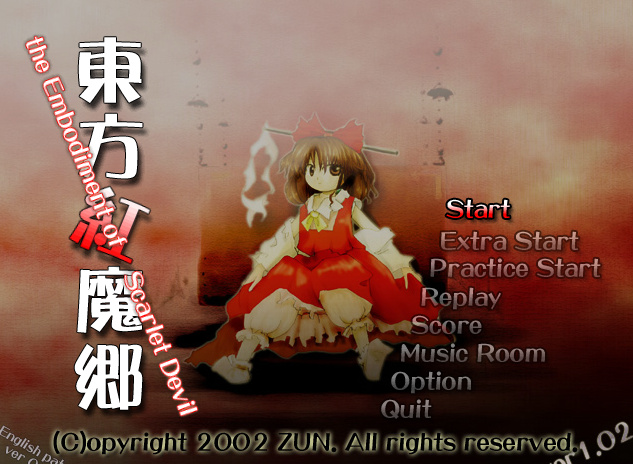 東方紅魔郷
the Embodiment of Scarlet Devil
Start
Extra Start
Practice Start
Replay
Score
Music Room
Option
Quit
English
ver
(C)opyright 2002 ZUN. All rights reserved.
ver1.02